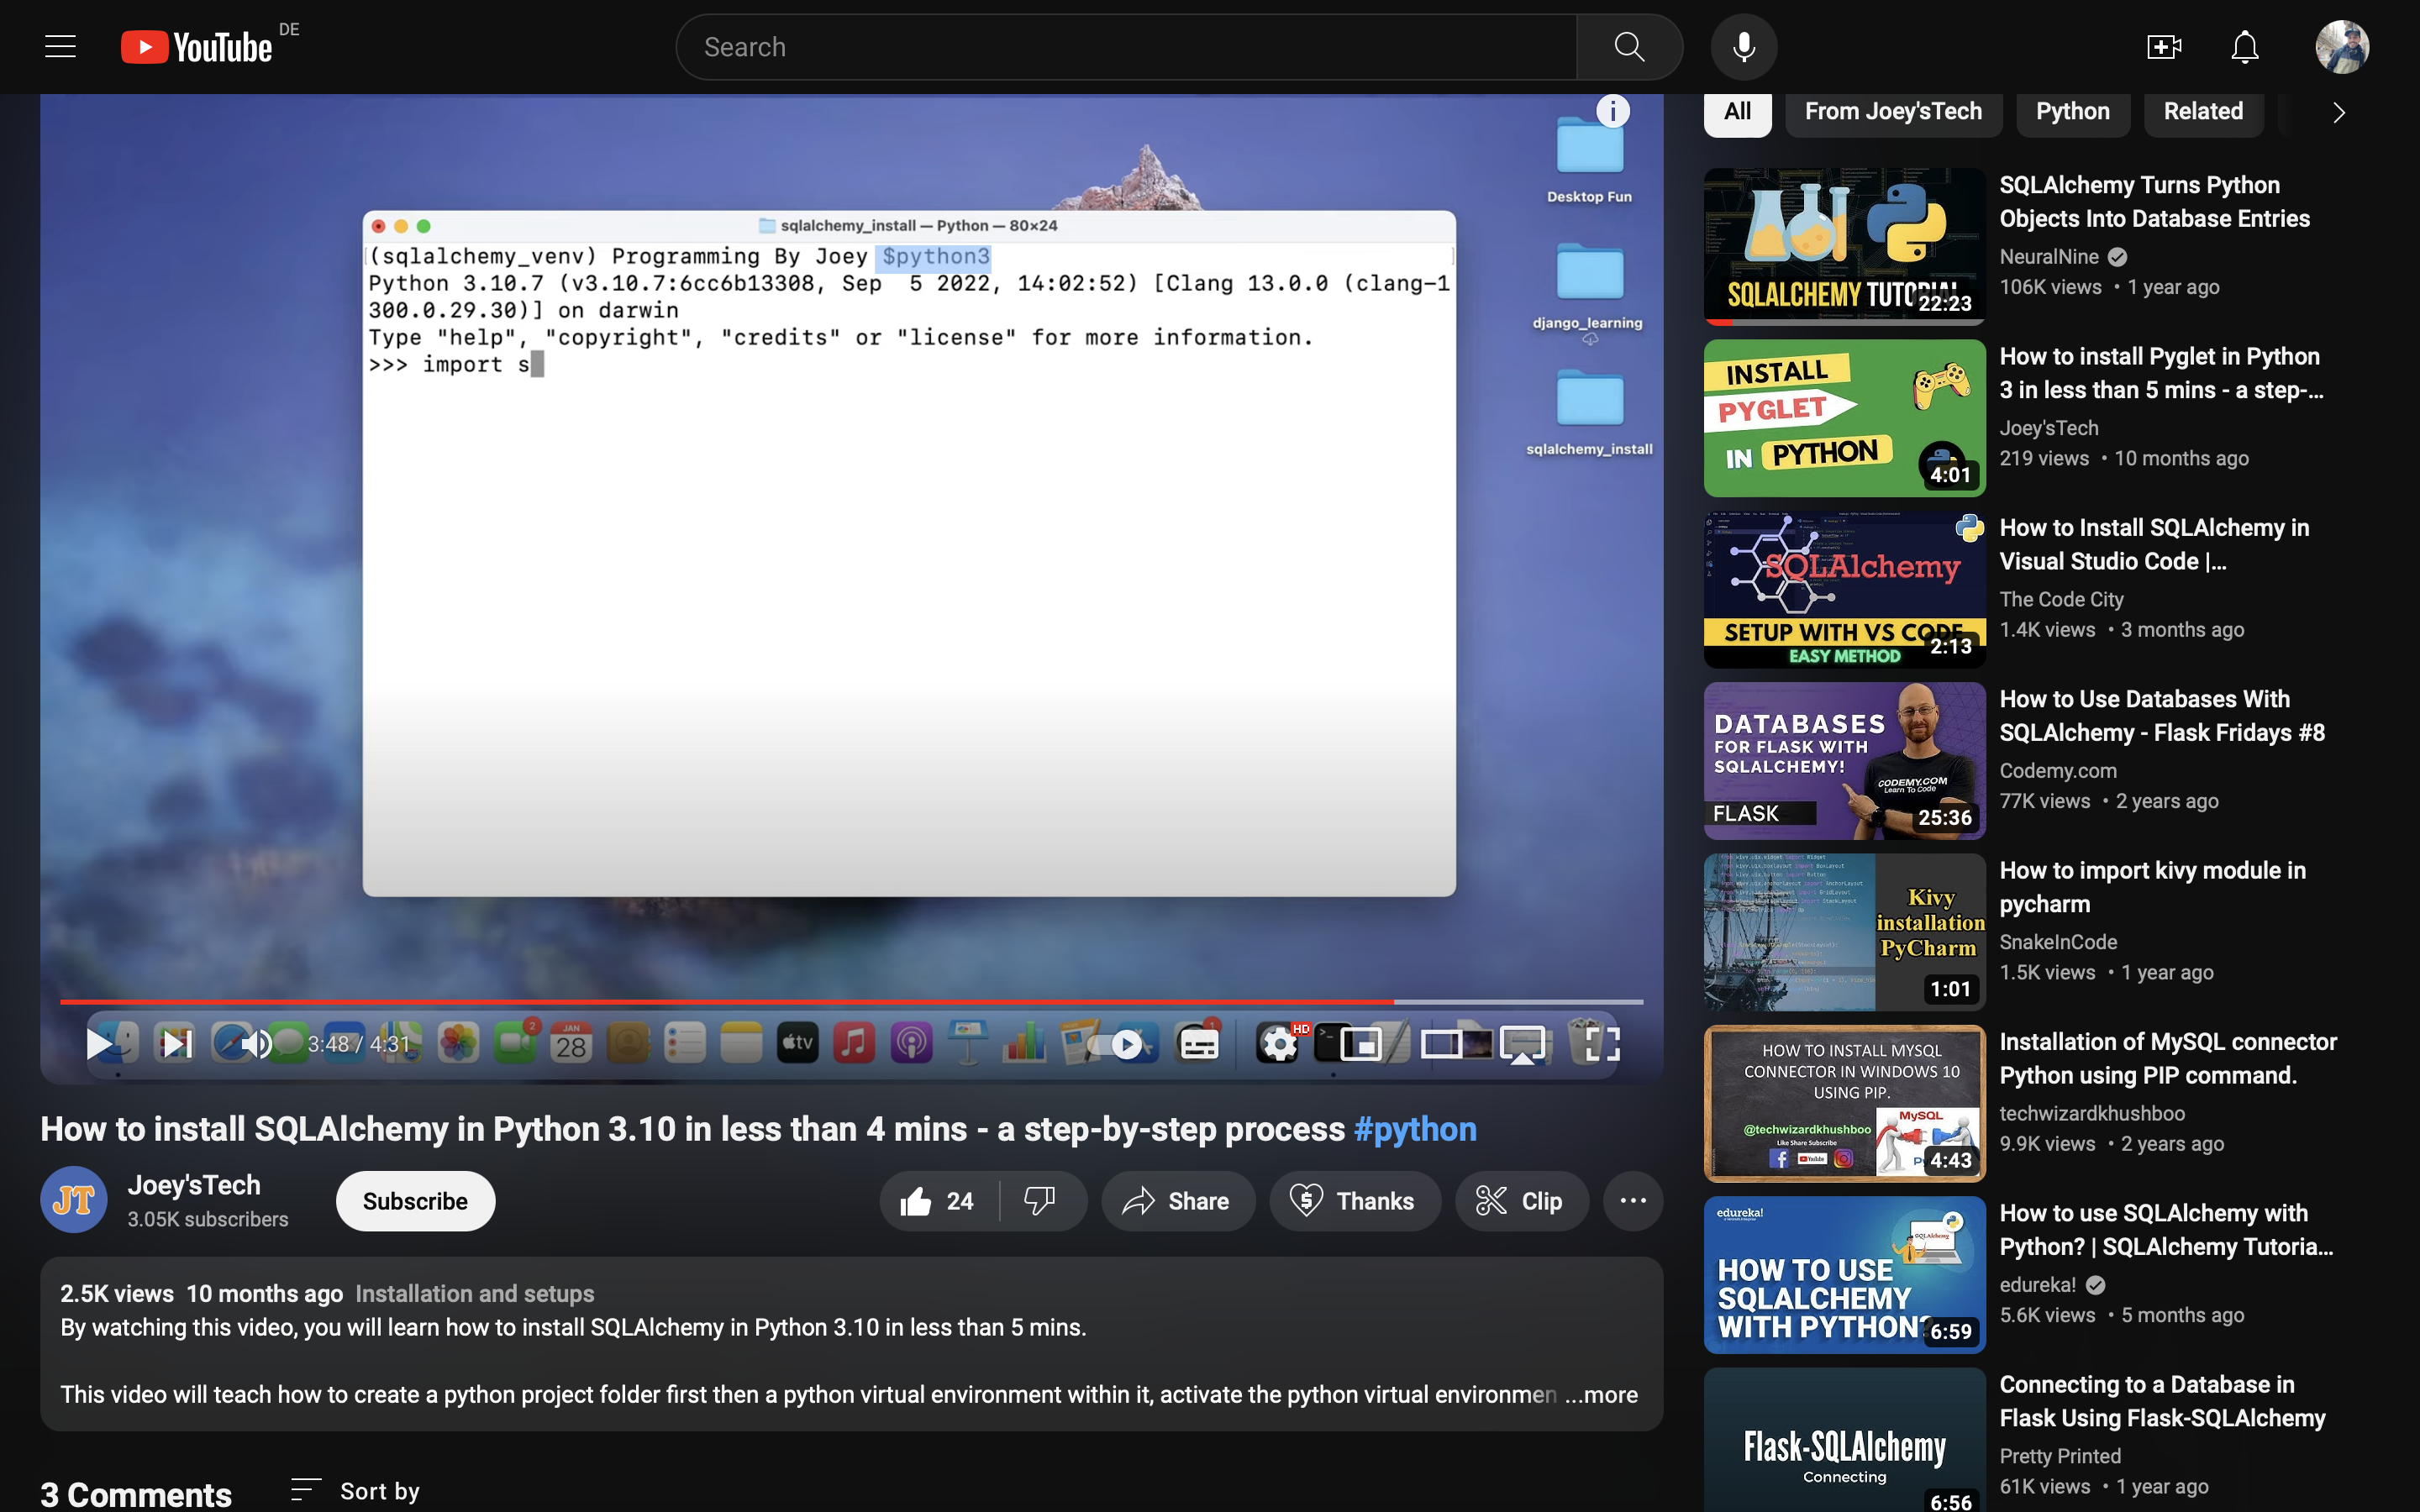 YouTube DE
Search
Desktop Fun
django_learning
sqlalchemy_install
sqlalchemy_install — Python — 80×24
(sqlalchemy_venv) Programming By Joey $python3
Python 3.10.7 (v3.10.7:6cc6b13308, Sep  5 2022, 14:02:52) [Clang 13.0.0 (clang-1
300.0.29.30)] on darwin
Type "help", "copyright", "credits" or "license" for more information.
>>> import s
2
JAN
28
tv
1
HD
3:48 / 4:31
How to install SQLAlchemy in Python 3.10 in less than 4 mins - a step-by-step process #python
JT
Joey'sTech
3.05K subscribers
Subscribe
24
Share
Thanks
Clip
2.5K views 10 months ago Installation and setups
By watching this video, you will learn how to install SQLAlchemy in Python 3.10 in less than 5 mins.
This video will teach how to create a python project folder first then a python virtual environment within it, activate the python virtual environmen ...more
3 Comments
Sort by
All
From Joey'sTech
Python
Related
SQLALCHEMY TUTORIAL
22:23
SQLAlchemy Turns Python
Objects Into Database Entries
NeuralNine
106K views • 1 year ago
INSTALL
PYGLET
IN PYTHON
4:01
How to install Pyglet in Python
3 in less than 5 mins - a step-...
Joey'sTech
219 views • 10 months ago
SQLAlchemy
SETUP WITH VS CODE
EASY METHOD
2:13
How to Install SQLAlchemy in
Visual Studio Code |...
The Code City
1.4K views • 3 months ago
DATABASES
FOR FLASK WITH
SQLALCHEMY!
CODEMY.COM
Learn To Code
FLASK
25:36
How to Use Databases With
SQLAlchemy - Flask Fridays #8
Codemy.com
77K views • 2 years ago
Kivy
installation
PyCharm
1:01
How to import kivy module in
pycharm
SnakeInCode
1.5K views • 1 year ago
HOW TO INSTALL MYSQL
CONNECTOR IN WINDOWS 10
USING PIP.
@techwizardkhushboo
Like Share Subscribe
YouTube
MySQL
4:43
Installation of MySQL connector
Python using PIP command.
techwizardkhushboo
9.9K views • 2 years ago
edureka!
SQLAlchemy
HOW TO USE
SQLALCHEMY
WITH PYTHON?
6:59
How to use SQLAlchemy with
Python? | SQLAlchemy Tutoria...
edureka!
5.6K views • 5 months ago
Flask-SQLAlchemy
Connecting
6:56
Connecting to a Database in
Flask Using Flask-SQLAlchemy
Pretty Printed
61K views • 1 year ago